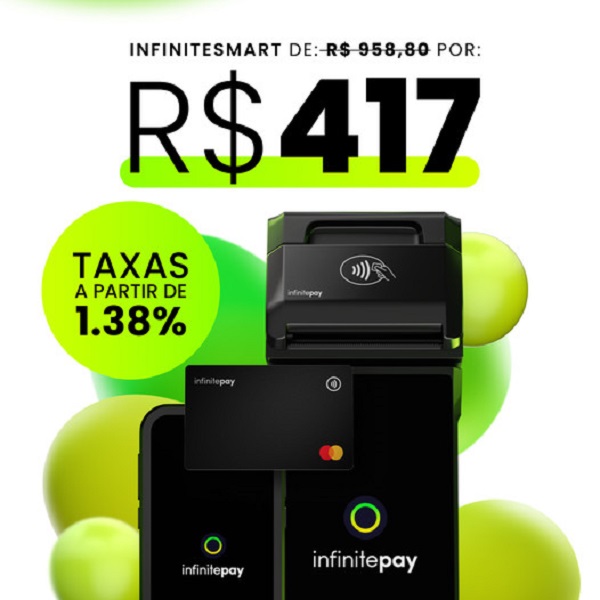 INFINITESMART DE: R$ 958,80 POR:
R$417
TAXAS
A PARTIR DE
1.38%
infinitepay
infinitepay
infinitepay
infinitepay